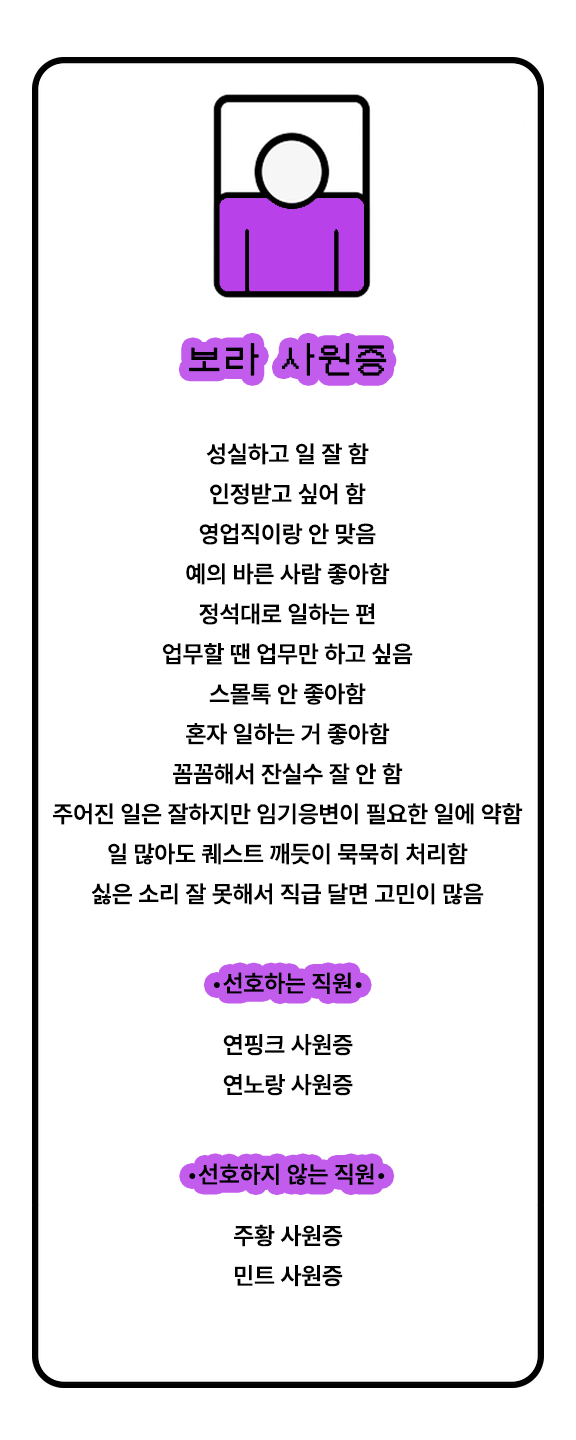 보라 사원증
성실하고 일 잘 함
인정받고 싶어 함
영업직이랑 안 맞음
예의 바른 사람 좋아함
정석대로 일하는 편
업무할 땐 업무만 하고 싶음
스몰톡 안 좋아함
혼자 일하는 거 좋아함
꼼꼼해서 잔실수 잘 안 함
주어진 일은 잘하지만 임기응변이 필요한 일에 약함
일 많아도 퀘스트 깨듯이 묵묵히 처리함
싫은 소리 잘 못해서 직급 달면 고민이 많음
•선호하는 직원•
연핑크 사원증
연노랑 사원증
•선호하지 않는 직원•
주황 사원증
민트 사원증